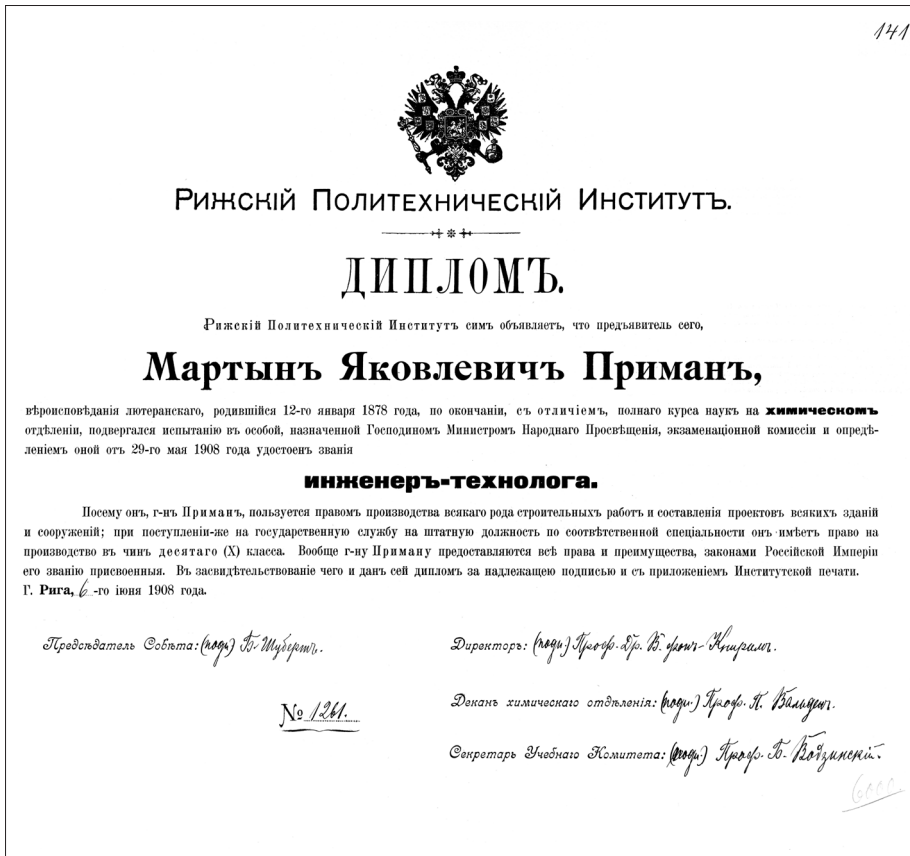 141
Рижскій Политехническій Институтъ.
ДИПЛОМЪ.
Рижскій Политехническій Институтъ симъ объявляетъ, что предъявитель сего,
Мартынъ Яковлевичъ Приманъ,
вѣроисповѣданія лютеранскаго, родившійся 12-го января 1878 года, по окончаніи, съ отличіемъ, полнаго курса наукъ на химическомъ
отдѣленіи, подвергался испытанію въ особой, назначенной Господиномъ Министромъ Народнаго Просвѣщенія, экзаменаціонной комиссіи и опредѣ-
леніемъ оной отъ 29-го мая 1908 года удостоенъ званія
инженеръ-технолога.
Посему онъ, г-нъ Приманъ, пользуется правомъ производства всякаго рода строительныхъ работъ и составленія проектовъ всякихъ зданій
и сооруженій; при поступленіи-же на государственную службу на штатную должность по соотвѣтственной спеціальности онъ имѣетъ право на
производство въ чинъ десятаго (X) класса. Вообще г-ну Приману предоставляются всѣ права и преимущества, законами Россійской Имперіи
его званію присвоенныя. Въ засвидѣтельствованіе чего и данъ сей дипломъ за надлежащею подписью и съ приложеніемъ Институтской печати.
Г. Рига, 6-го іюня 1908 года.
Предсѣдатель Совѣта: (подп.) Б. Шубертъ.
Директоръ: (подп.) Проф. Др. В. фонъ-Книримъ.
№ 1261.
Деканъ химическаго отдѣленія: (подп.) Проф. П. Вальденъ.
Секретарь Учебнаго Комитета: (подп.) Проф. Б. Водзинскій.
6000.